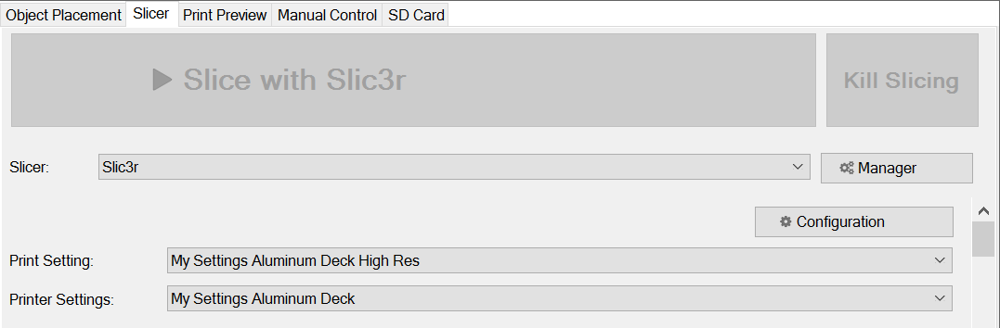 Object Placement Slicer Print Preview Manual Control SD Card
Slice with Slic3r Kill Slicing
Slicer: Slic3r Manager
Configuration
Print Setting: My Settings Aluminum Deck High Res
Printer Settings: My Settings Aluminum Deck